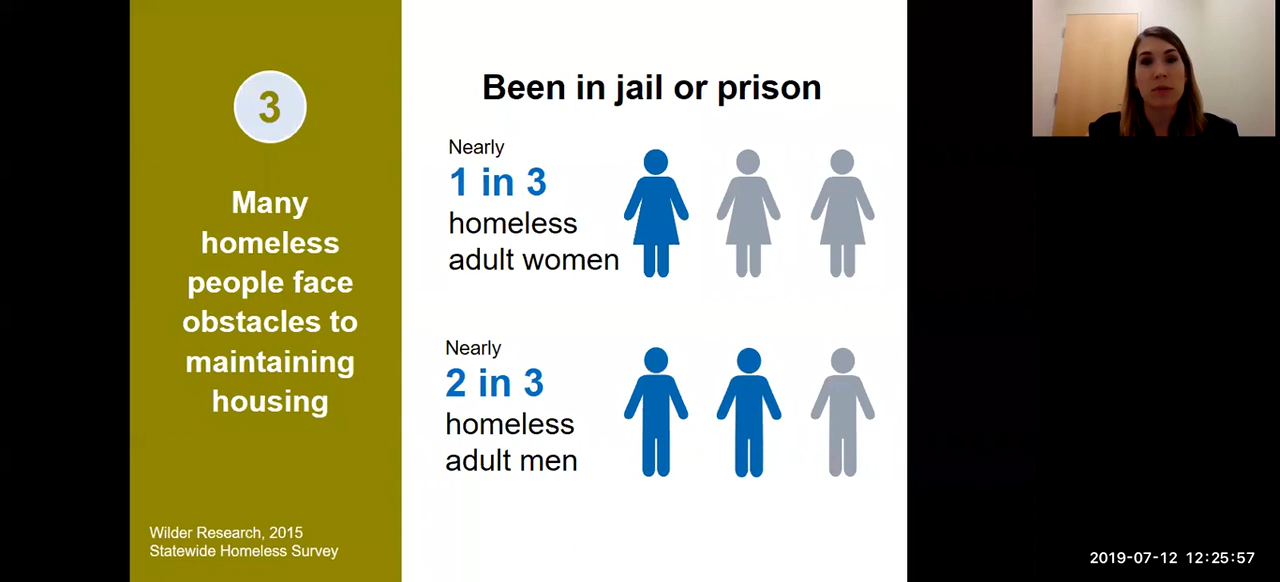 3
Many
homeless
people face
obstacles to
maintaining
housing
Wilder Research, 2015
Statewide Homeless Survey
Been in jail or prison
Nearly
1 in 3
homeless
adult women
Nearly
2 in 3
homeless
adult men
2019-07-12 12:25:57